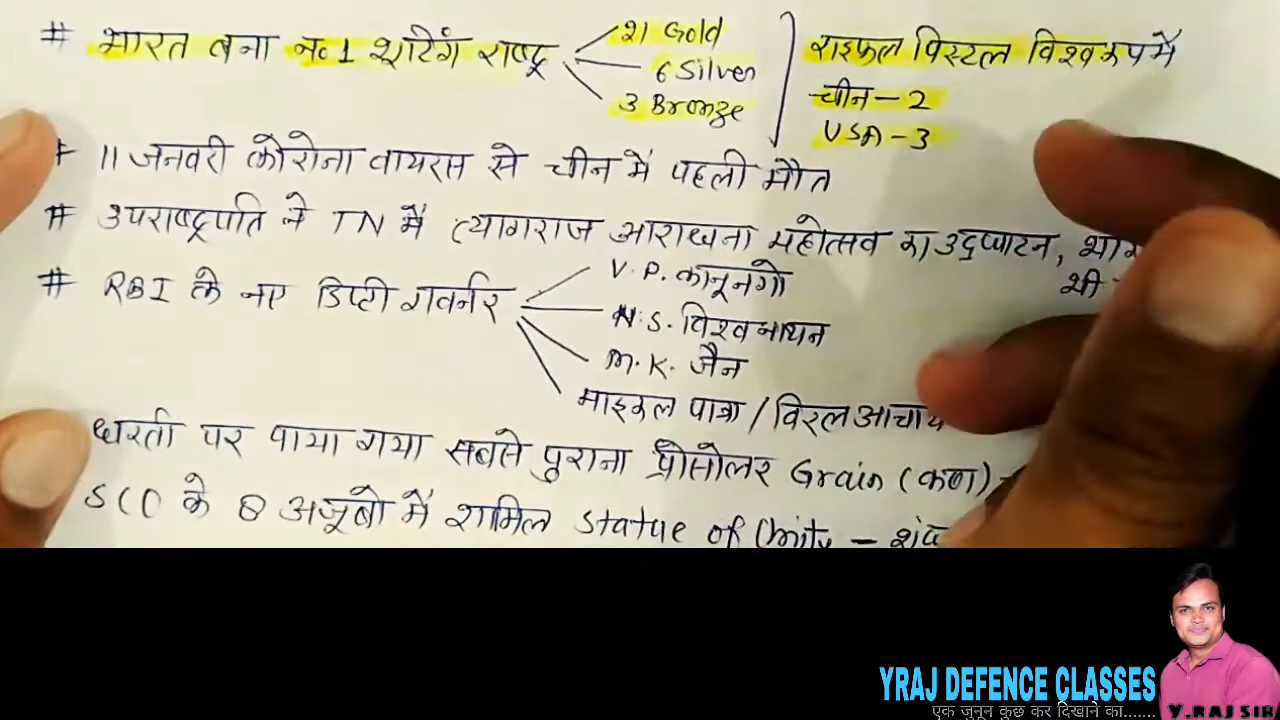 # भारत बना न०1 शूटिंग राष्ट्र
21 Gold
6 Silver
3 Bronze
राइफल पिस्टल विश्वकप में
चीन - 2
USA - 3
# 11 जनवरी कोरोना वायरस से चीन में पहली मौत
# उपराष्ट्रपति ने TN में त्यागराज आराधना महोत्सव का उद्घाटन,
श्री
# RBI के नए डिप्टी गवर्नर
V. P. कानूनगो
N. S. विश्वनाथन
M. K. जैन
माइकल पात्रा / विरल आचार्य
धरती पर पाया गया सबसे पुराना प्रीसोलर Grain (कण) -
SCO के 8 अजूबो में शामिल Statue of Unity -
YRAJ DEFENCE CLASSES
एक जुनून कुछ कर दिखाने का.......
Y.RAJ SIR